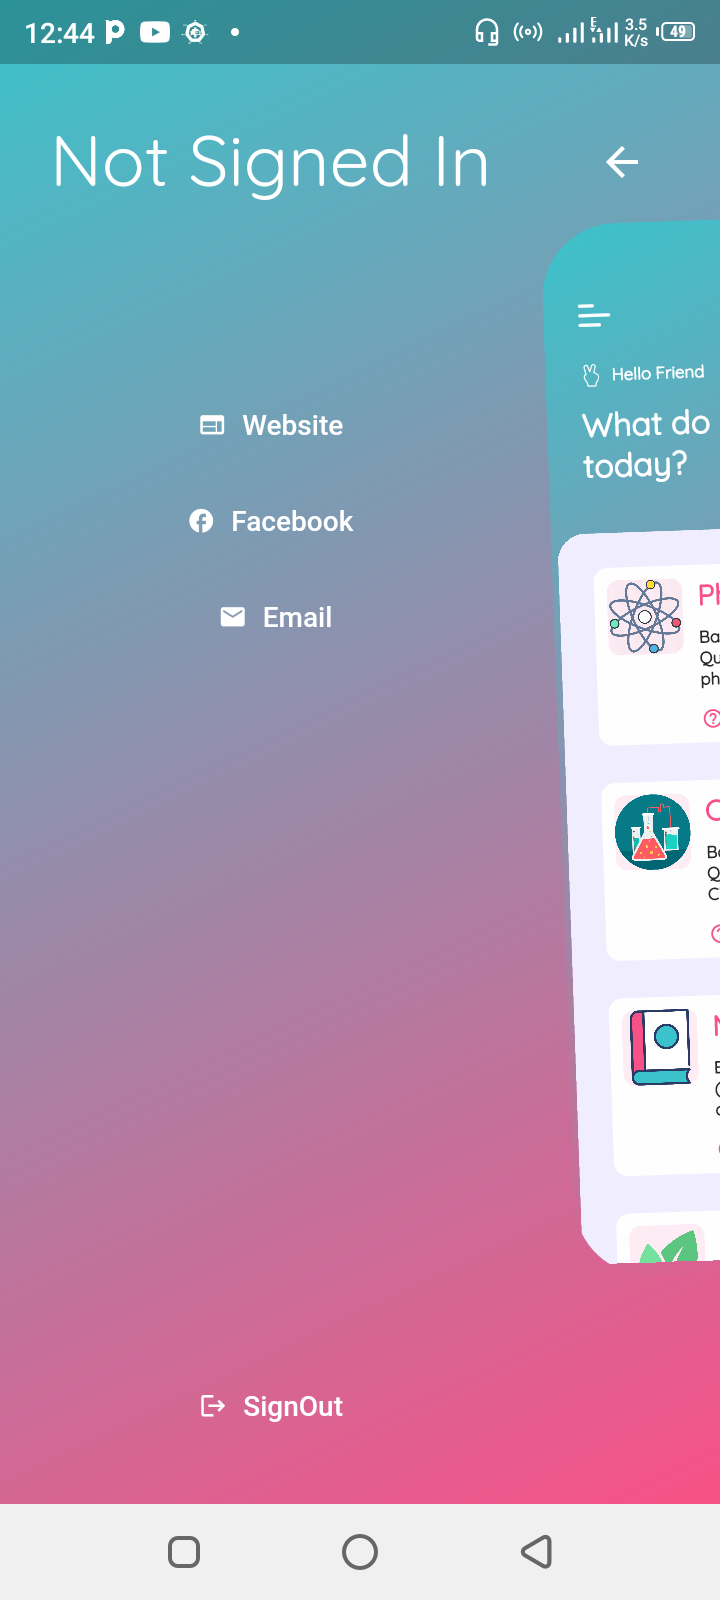 12:44
E
3.5
K/s
49
Not Signed In
Hello Friend
What do
today?
Website
Facebook
Email
Ph
Ba
Qu
ph
SignOut